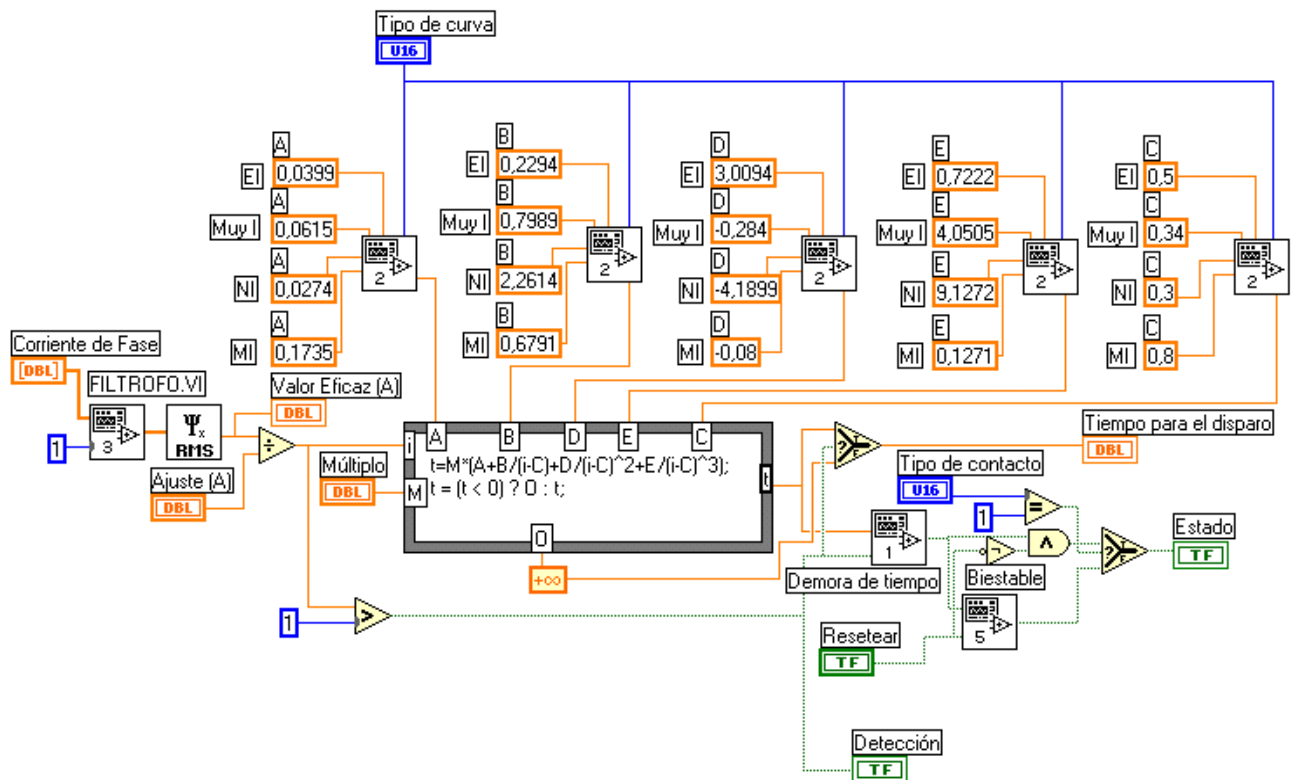 Tipo de curva
U16
A
EI 0,0399
A
Muy I 0,0615
A
NI 0,0274
A
MI 0,1735
2
B
EI 0,2294
B
Muy I 0,7989
B
NI 2,2614
B
MI 0,6791
2
D
EI 3,0094
D
Muy I -0,284
D
NI -4,1899
D
MI -0,08
2
E
EI 0,7222
E
Muy I 4,0505
E
NI 9,1272
E
MI 0,1271
2
C
EI 0,5
C
Muy I 0,34
C
NI 0,3
C
MI 0,8
2
Corriente de Fase
[DBL]
FILTROFO.VI
3
1
Ψx
RMS
Valor Eficaz (A)
DBL
÷
Ajuste (A)
DBL
Múltiplo
DBL
i
M
A B D E C
t=M*(A+B/(i-C)+D/(i-C)^2+E/(i-C)^3);
t = (t < 0) ? O : t;
t
O
+∞
1
>
? T F
Tiempo para el disparo
DBL
Tipo de contacto
U16
1
=
1
Demora de tiempo
¬
Λ
Biestable
5
? T F
Estado
TF
Resetear
TF
Detección
TF